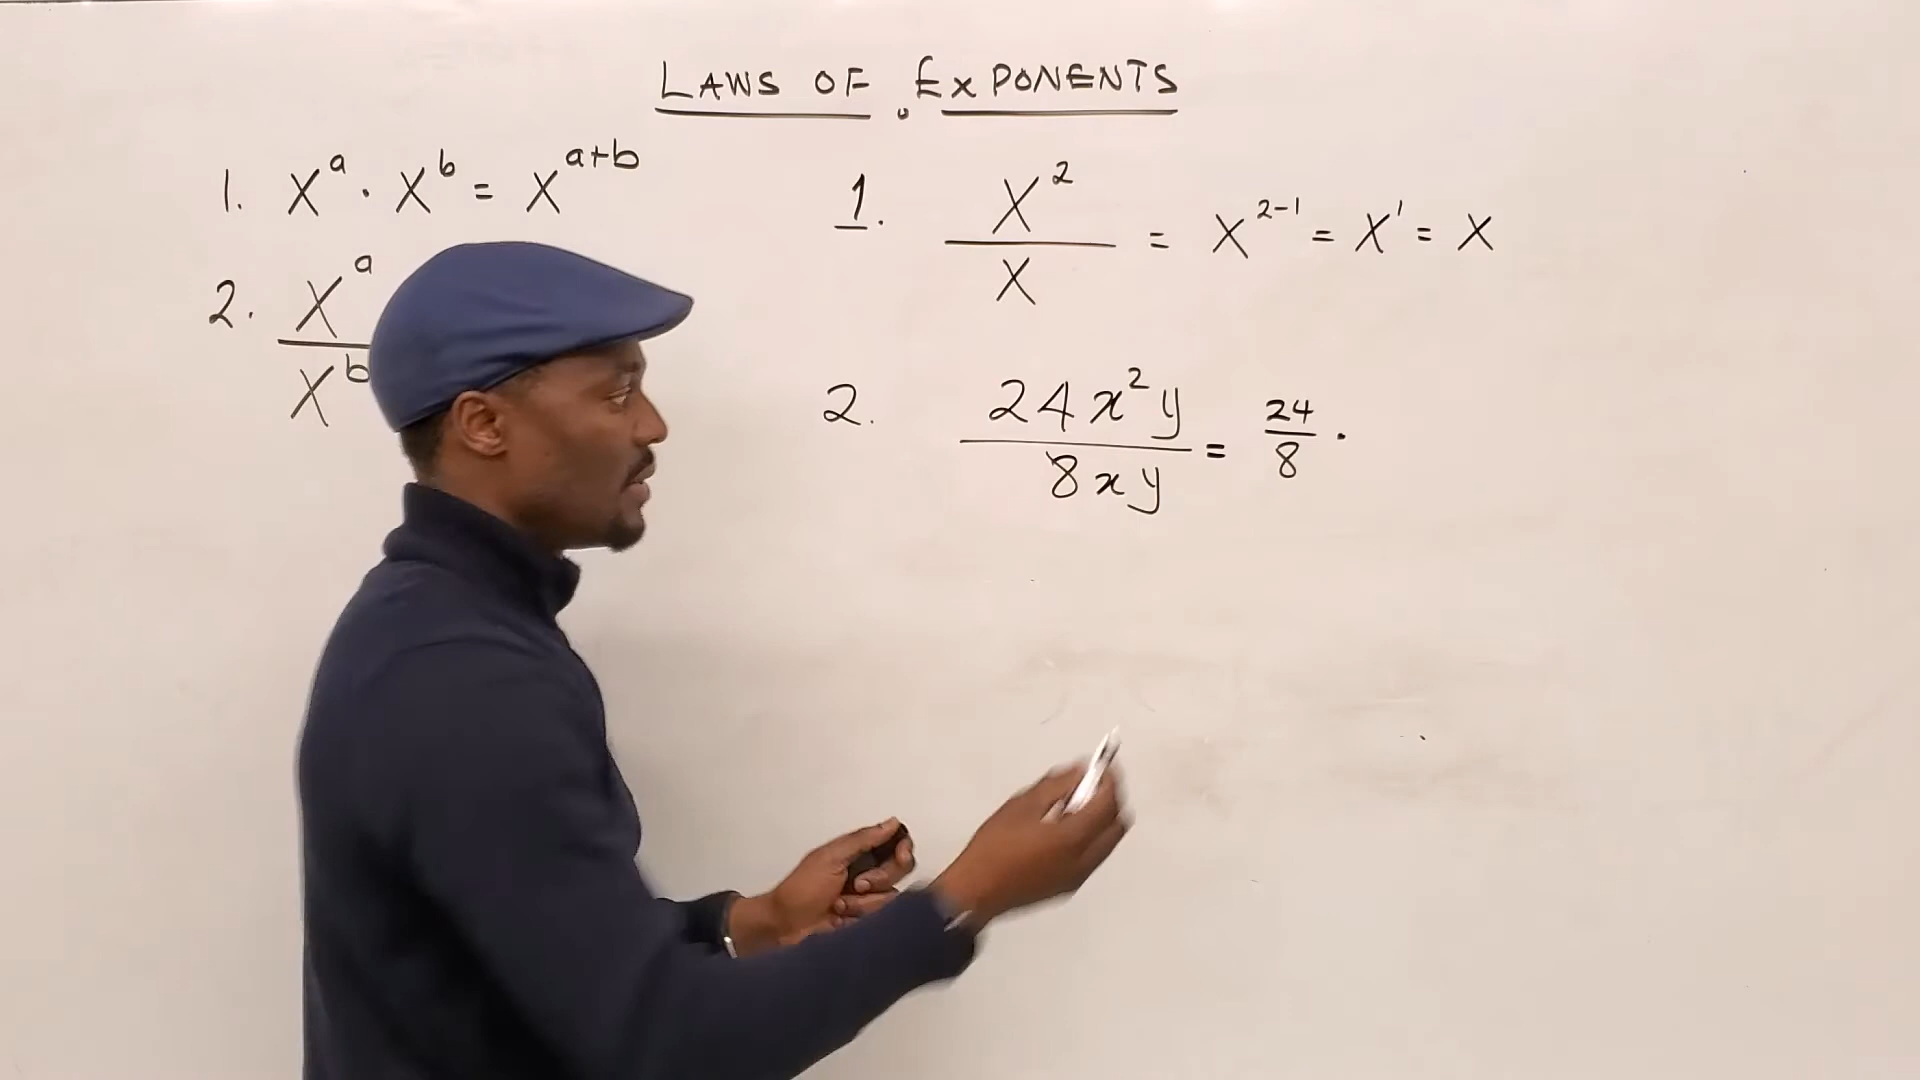 LAWS OF EXPONENTS
1. X^a · X^b = X^{a+b}
2. X^a / X^b
1. X^2 / X = X^{2-1} = X^1 = X
2. 24x^2y / 8xy = 24/8 ·